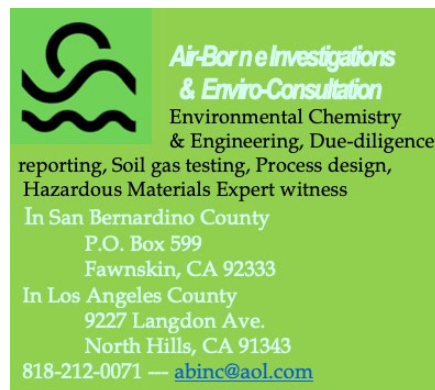 Air-Borne Investigations
& Enviro-Consultation
Environmental Chemistry
& Engineering, Due-diligence
reporting, Soil gas testing, Process design,
Hazardous Materials Expert witness
In San Bernardino County
P.O. Box 599
Fawnskin, CA 92333
In Los Angeles County
9227 Langdon Ave.
North Hills, CA 91343
818-212-0071 --- abinc@aol.com